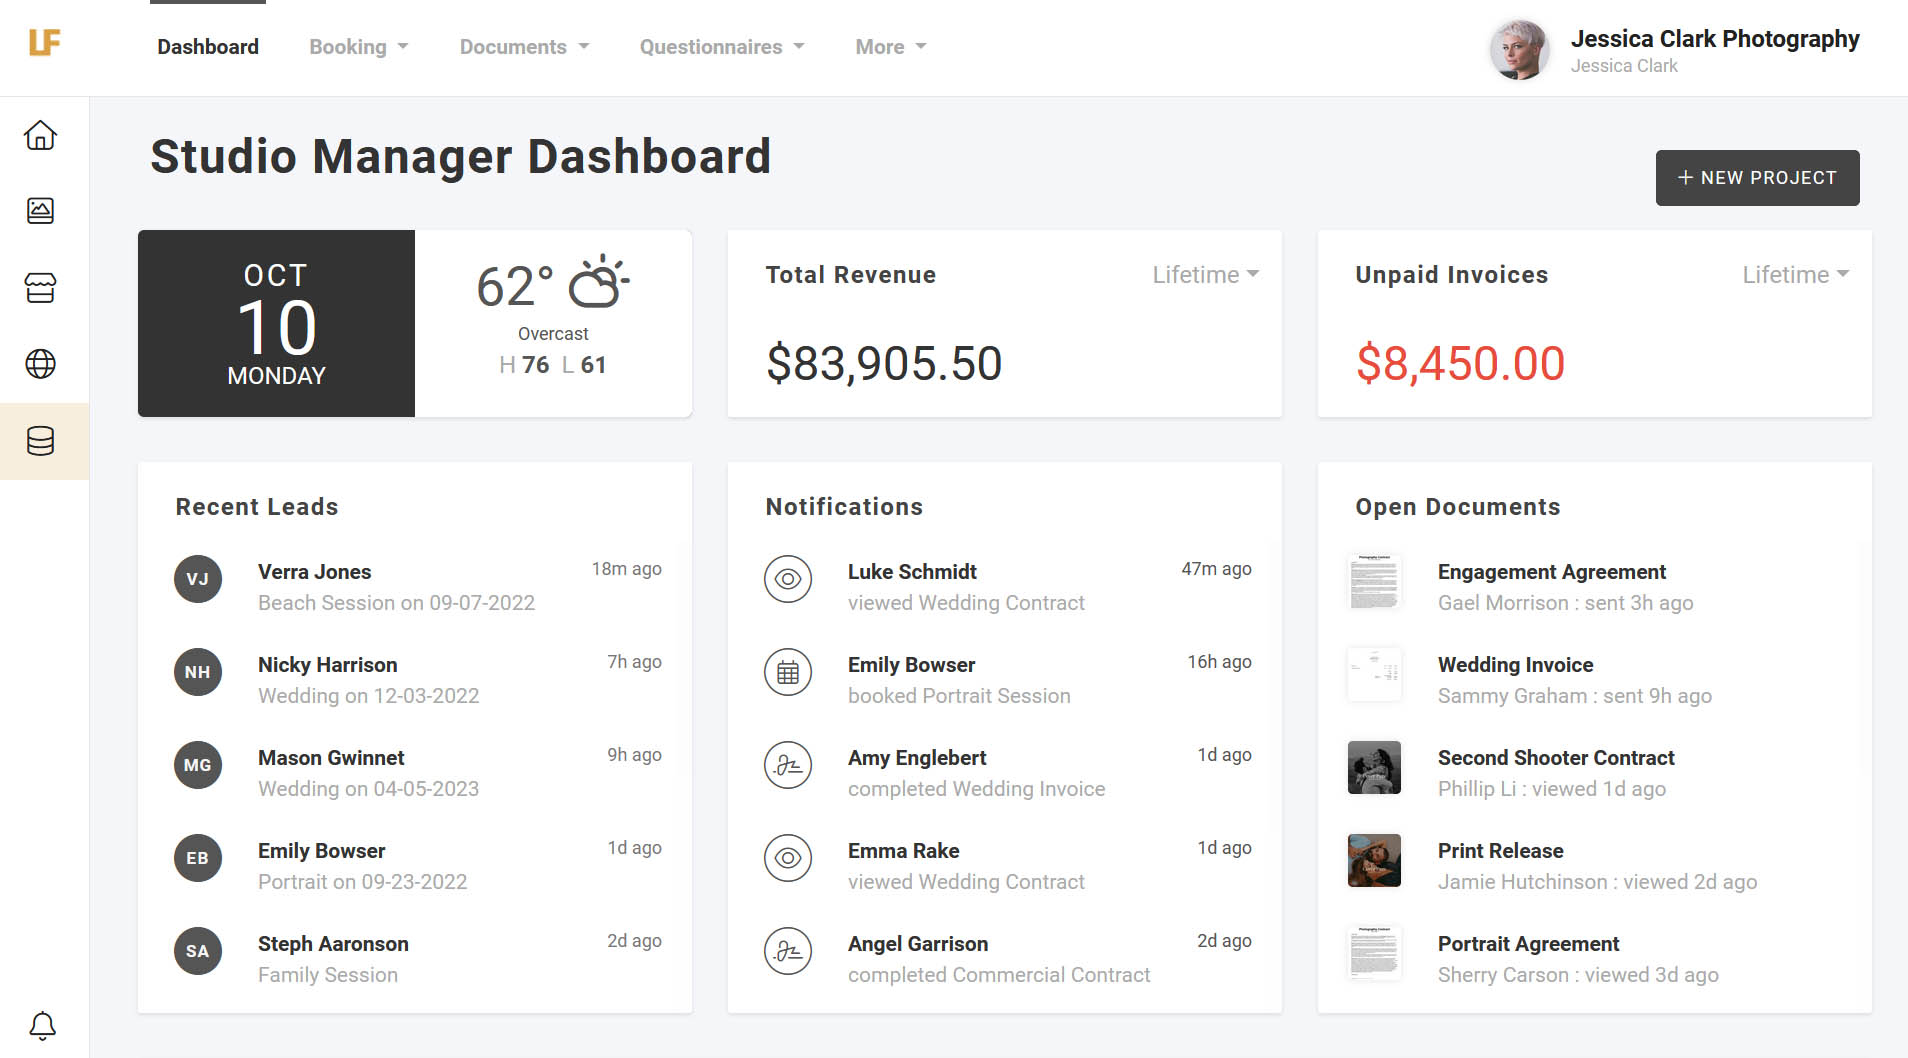 LF
Dashboard
Booking
Documents
Questionnaires
More
Jessica Clark Photography
Jessica Clark
Studio Manager Dashboard
+ NEW PROJECT
OCT
10
MONDAY
62°
Overcast
H 76 L 61
Total Revenue
Lifetime
$83,905.50
Unpaid Invoices
Lifetime
$8,450.00
Recent Leads
VJ
Verra Jones
18m ago
Beach Session on 09-07-2022
NH
Nicky Harrison
7h ago
Wedding on 12-03-2022
MG
Mason Gwinnet
9h ago
Wedding on 04-05-2023
EB
Emily Bowser
1d ago
Portrait on 09-23-2022
SA
Steph Aaronson
2d ago
Family Session
Notifications
Luke Schmidt
47m ago
viewed Wedding Contract
Emily Bowser
16h ago
booked Portrait Session
Amy Englebert
1d ago
completed Wedding Invoice
Emma Rake
1d ago
viewed Wedding Contract
Angel Garrison
2d ago
completed Commercial Contract
Open Documents
Photography Contract
Engagement Agreement
Gael Morrison : sent 3h ago
Wedding Invoice
Sammy Graham : sent 9h ago
Second Shooter Contract
Phillip Li : viewed 1d ago
Print Release
Jamie Hutchinson : viewed 2d ago
Photography Contract
Portrait Agreement
Sherry Carson : viewed 3d ago